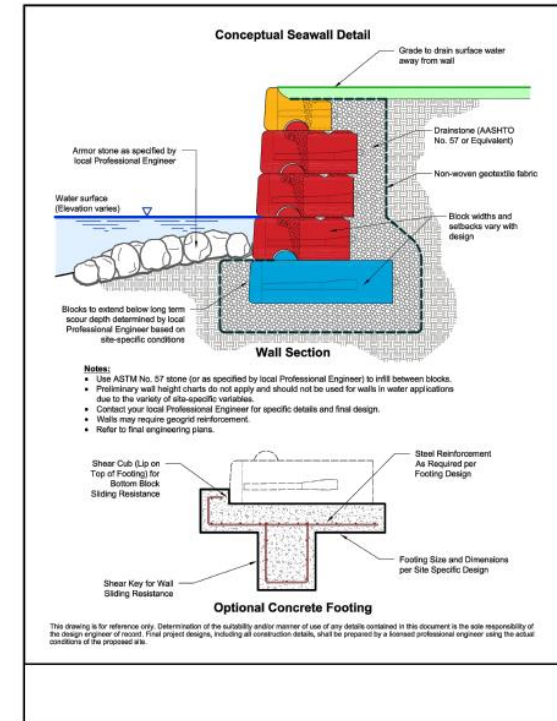 Conceptual Seawall Detail
Grade to drain surface water
away from wall
Armor stone as specified by
local Professional Engineer
Drainstone (AASHTO
No. 57 or Equivalent)
Non-woven geotextile fabric
Water surface
(Elevation varies)
Block widths and
setbacks vary with
design
Blocks to extend below long term
scour depth determined by local
Professional Engineer based on
site-specific conditions
Wall Section
Notes:
• Use ASTM No. 57 stone (or as specified by local Professional Engineer) to infill between blocks.
• Preliminary wall height charts do not apply and should not be used for walls in water applications
due to the variety of site-specific variables.
• Contact your local Professional Engineer for specific details and final design.
• Walls may require geogrid reinforcement.
• Refer to final engineering plans.
Shear Cub (Lip on
Top of Footing) for
Bottom Block
Sliding Resistance
Steel Reinforcement
As Required per
Footing Design
Shear Key for Wall
Sliding Resistance
Footing Size and Dimensions
per Site Specific Design
Optional Concrete Footing
This drawing is for reference only. Determination of the suitability and/or manner of use of any details contained in this document is the sole responsibility of
the design engineer of record. Final project designs, including all construction details, shall be prepared by a licensed professional engineer using the actual
conditions of the proposed site.